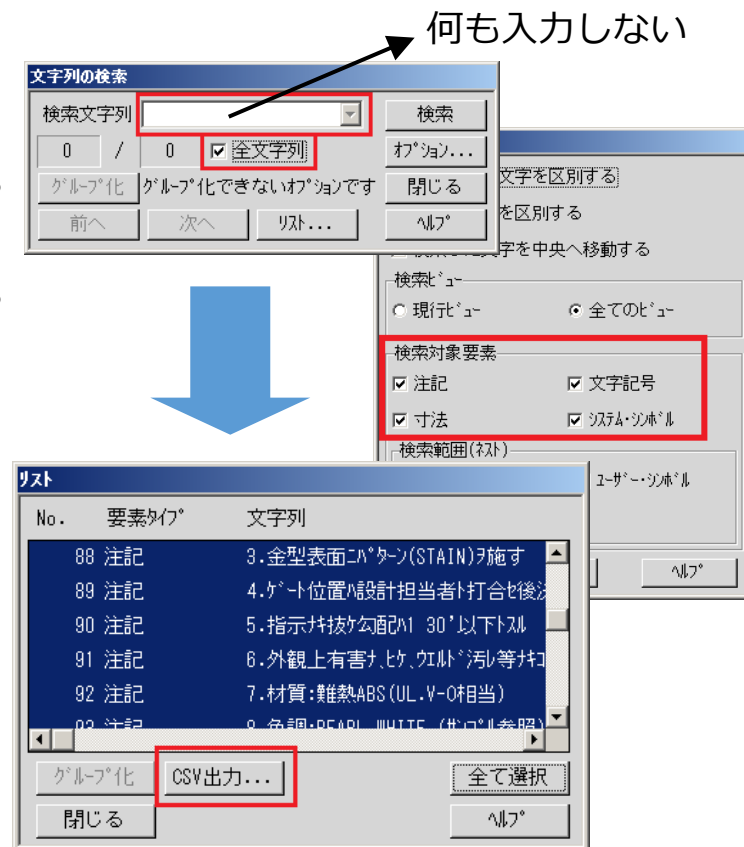 何も入力しない
文字列の検索
検索文字列
検索
0 / 0
全文字列
ｵﾌﾟｼｮﾝ...
ｸﾞﾙｰﾌﾟ化
ｸﾞﾙｰﾌﾟ化できないｵﾌﾟｼｮﾝです
閉じる
前へ
次へ
ﾘｽﾄ...
ﾍﾙﾌﾟ
文字を区別する
を区別する
文字を中央へ移動する
検索ﾋﾞｭｰ
現行ﾋﾞｭｰ
全てのﾋﾞｭｰ
検索対象要素
注記
文字記号
寸法
ｼｽﾃﾑ･ｼﾝﾎﾞﾙ
検索範囲(ﾈｽﾄ)
ﾕｰｻﾞｰ･ｼﾝﾎﾞﾙ
ﾍﾙﾌﾟ
ﾘｽﾄ
No. 要素ﾀｲﾌﾟ 文字列
88 注記 3.金型表面ﾆﾊﾟﾀｰﾝ(STAIN)ｦ施す
89 注記 4.ｹﾞｰﾄ位置ﾊ設計担当者ﾄ打合ｾ後
90 注記 5.指示ﾅｷ抜ｹ勾配ﾊ1 30'以下ﾄｽﾙ
91 注記 6.外観上有害ﾅ､ﾋｹ､ｳｴﾙﾄﾞ汚ﾚ等ﾅｷｺ
92 注記 7.材質:難熱ABS(UL.V-0相当)
ｸﾞﾙｰﾌﾟ化
CSV出力...
全て選択
閉じる
ﾍﾙﾌﾟ